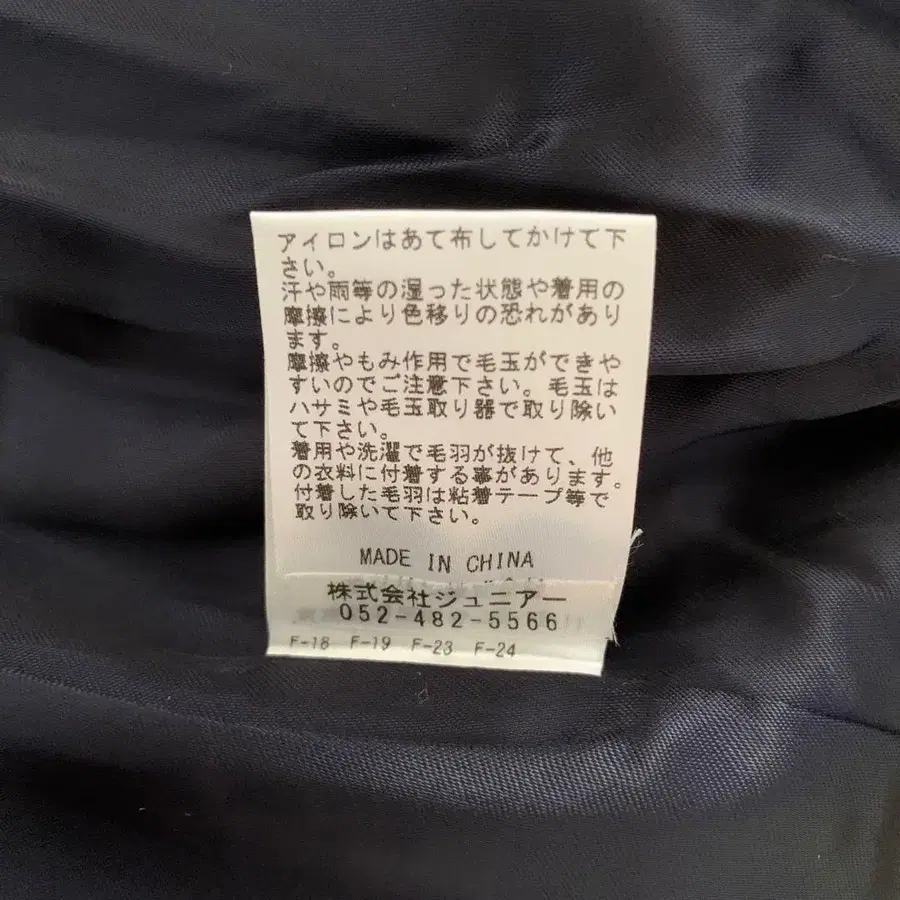 アイロンはあて布してかけて下
さい。
汗や雨等の湿った状態や着用の
摩擦により色移りの恐れがあり
ます。
摩擦やもみ作用で毛玉ができや
すいのでご注意下さい。毛玉は
ハサミや毛玉取り器で取り除い
て下さい。
着用や洗濯で毛羽が抜けて、他
の衣料に付着する事があります。
付着した毛羽は粘着テープ等で
取り除いて下さい。
MADE IN CHINA
株式会社ジュニアー
052-482-5566
F-18 F-19 F-23 F-24